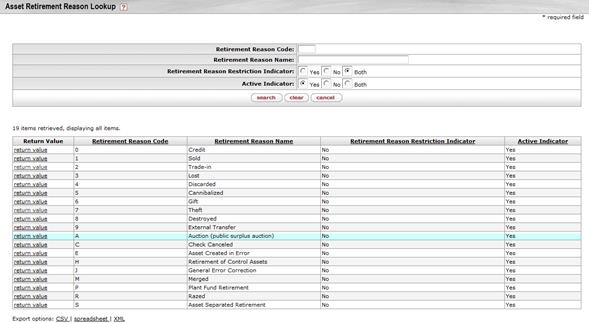 Asset Retirement Reason Lookup ?
* required field
Retirement Reason Code:
Retirement Reason Name:
Retirement Reason Restriction Indicator: Yes No Both
Active Indicator: Yes No Both
search clear cancel
19 items retrieved, displaying all items.
Return Value Retirement Reason Code Retirement Reason Name Retirement Reason Restriction Indicator Active Indicator
return value 0 Credit No Yes
return value 1 Sold No Yes
return value 2 Trade-in No Yes
return value 3 Lost No Yes
return value 4 Discarded No Yes
return value 5 Cannibalized No Yes
return value 6 Gift No Yes
return value 7 Theft No Yes
return value 8 Destroyed No Yes
return value 9 External Transfer No Yes
return value A Auction (public surplus auction) No Yes
return value C Check Canceled No Yes
return value E Asset Created in Error No Yes
return value H Retirement of Control Assets No Yes
return value J General Error Correction No Yes
return value M Merged No Yes
return value P Plant Fund Retirement No Yes
return value R Razed No Yes
return value S Asset Separated Retirement No Yes
Export options: CSV | spreadsheet | XML